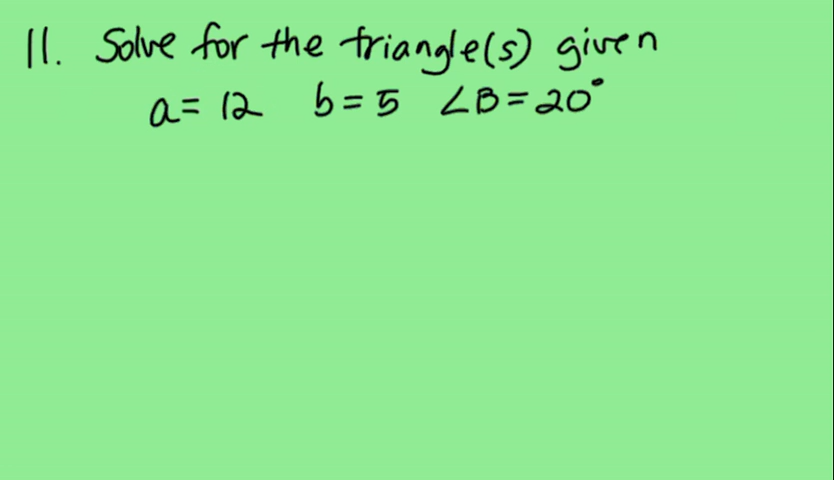 11. Solve for the triangle(s) given
a = 12 b = 5 ∠B = 20°